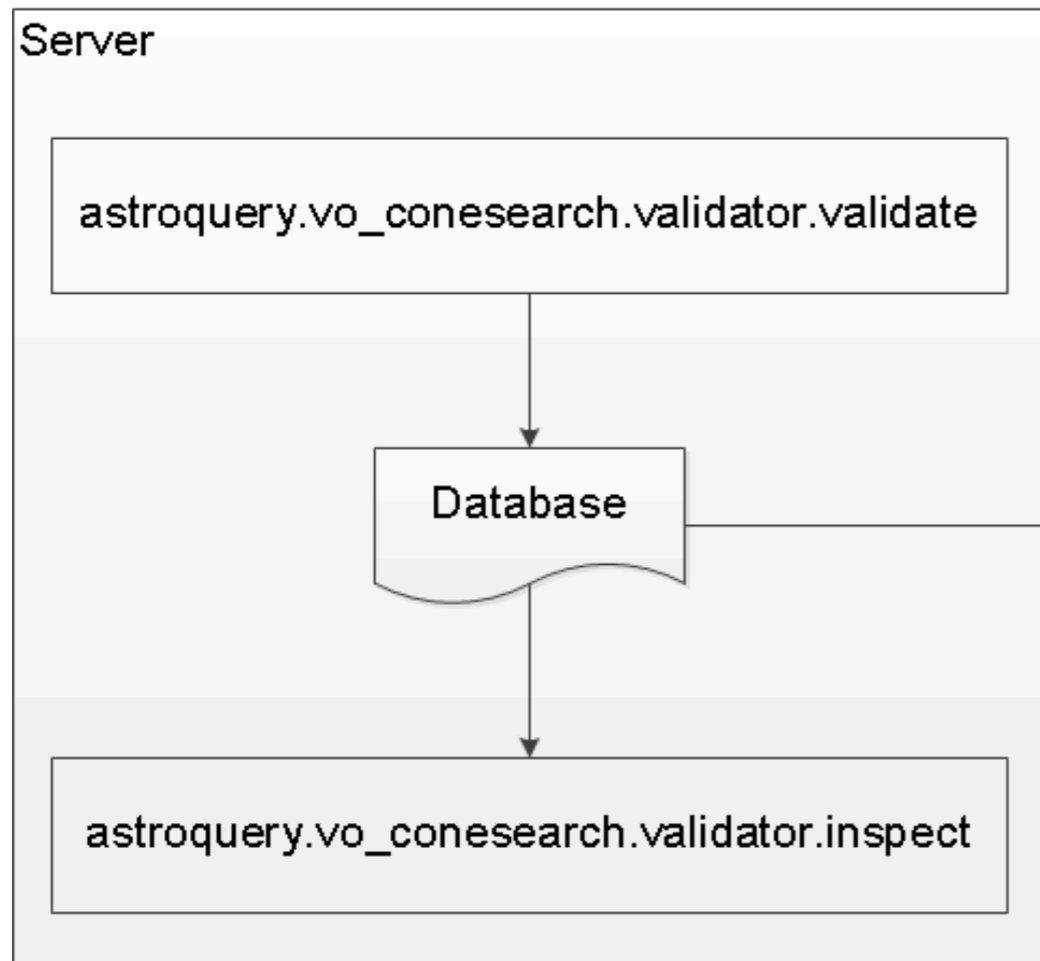 Server
astroquery.vo_conesearch.validator.validate
Database
astroquery.vo_conesearch.validator.inspect